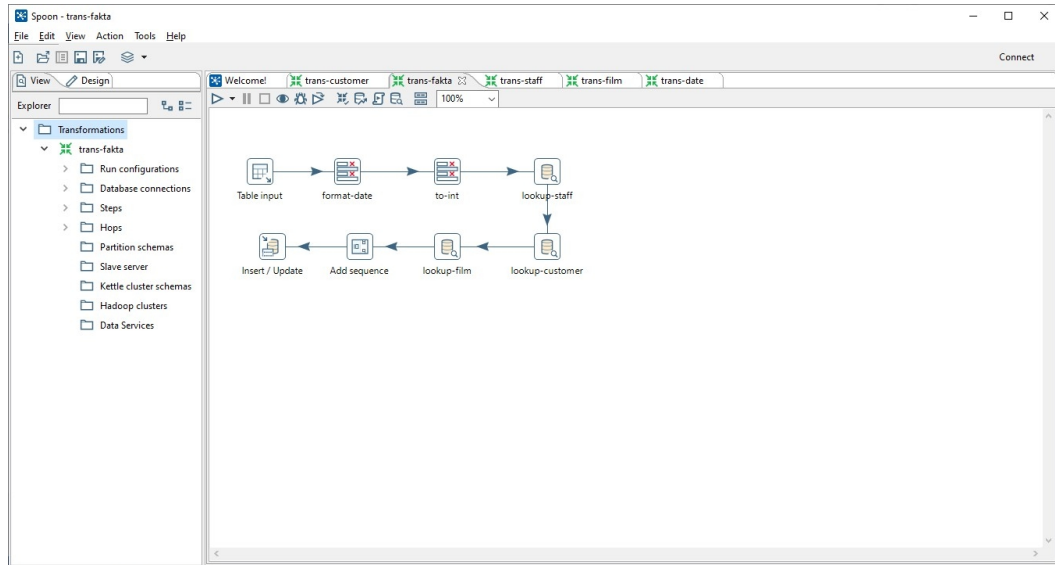 Spoon - trans-fakta
File Edit View Action Tools Help
Connect
View Design
Explorer
Transformations
trans-fakta
Run configurations
Database connections
Steps
Hops
Partition schemas
Slave server
Kettle cluster schemas
Hadoop clusters
Data Services
Welcome! trans-customer trans-fakta trans-staff trans-film trans-date
100%
Table input format-date to-int lookup-staff
Insert / Update Add sequence lookup-film lookup-customer